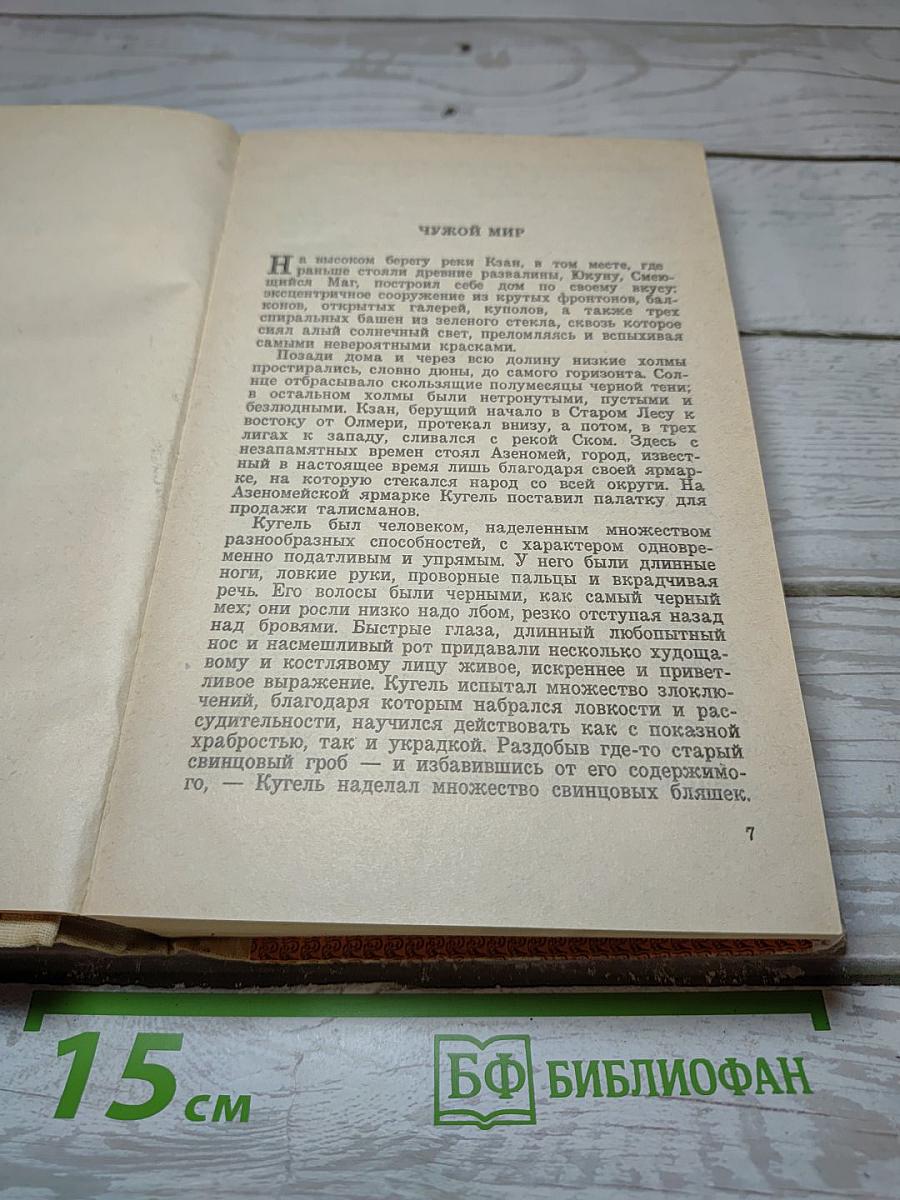 ЧУЖОЙ МИР
На высоком берегу реки Кзан, в том месте, где
раньше стояли древние развалины, Юкуну, Смею-
щийся Маг, построил себе дом по своему вкусу:
эксцентричное сооружение из крутых фронтонов, бал-
конов, открытых галерей, куполов, а также трех
спиральных башен из зеленого стекла, сквозь которое
сиял алый солнечный свет, преломляясь и вспыхивая
самыми невероятными красками.
Позади дома и через всю долину низкие холмы
простирались, словно дюны, до самого горизонта. Сол-
нце отбрасывало скользящие полумесяцы черной тени;
в остальном холмы были нетронутыми, пустыми и
безлюдными. Кзан, берущий начало в Старом Лесу к
востоку от Олмери, протекал внизу, а потом, в трех
лигах к западу, сливался с рекой Ском. Здесь с
незапамятных времен стоял Азеномей, город, извест-
ный в настоящее время лишь благодаря своей ярмар-
ке, на которую стекался народ со всей округи. На
Азеномейской ярмарке Кугель поставил палатку для
продажи талисманов.
Кугель был человеком, наделенным множеством
разнообразных способностей, с характером одновре-
менно податливым и упрямым. У него были длинные
ноги, ловкие руки, проворные пальцы и вкрадчивая
речь. Его волосы были черными, как самый черный
мех; они росли низко надо лбом, резко отступая назад
над бровями. Быстрые глаза, длинный любопытный
нос и насмешливый рот придавали несколько худоща-
вому и костлявому лицу живое, искреннее и привет-
ливое выражение. Кугель испытал множество злоклю-
чений, благодаря которым набрался ловкости и рас-
судительности, научился действовать как с показной
храбростью, так и украдкой. Раздобыв где-то старый
свинцовый гроб — и избавившись от его содержимо-
го, — Кугель наделал множество свинцовых бляшек.
7
15 см
БФ БИБЛИОФАН